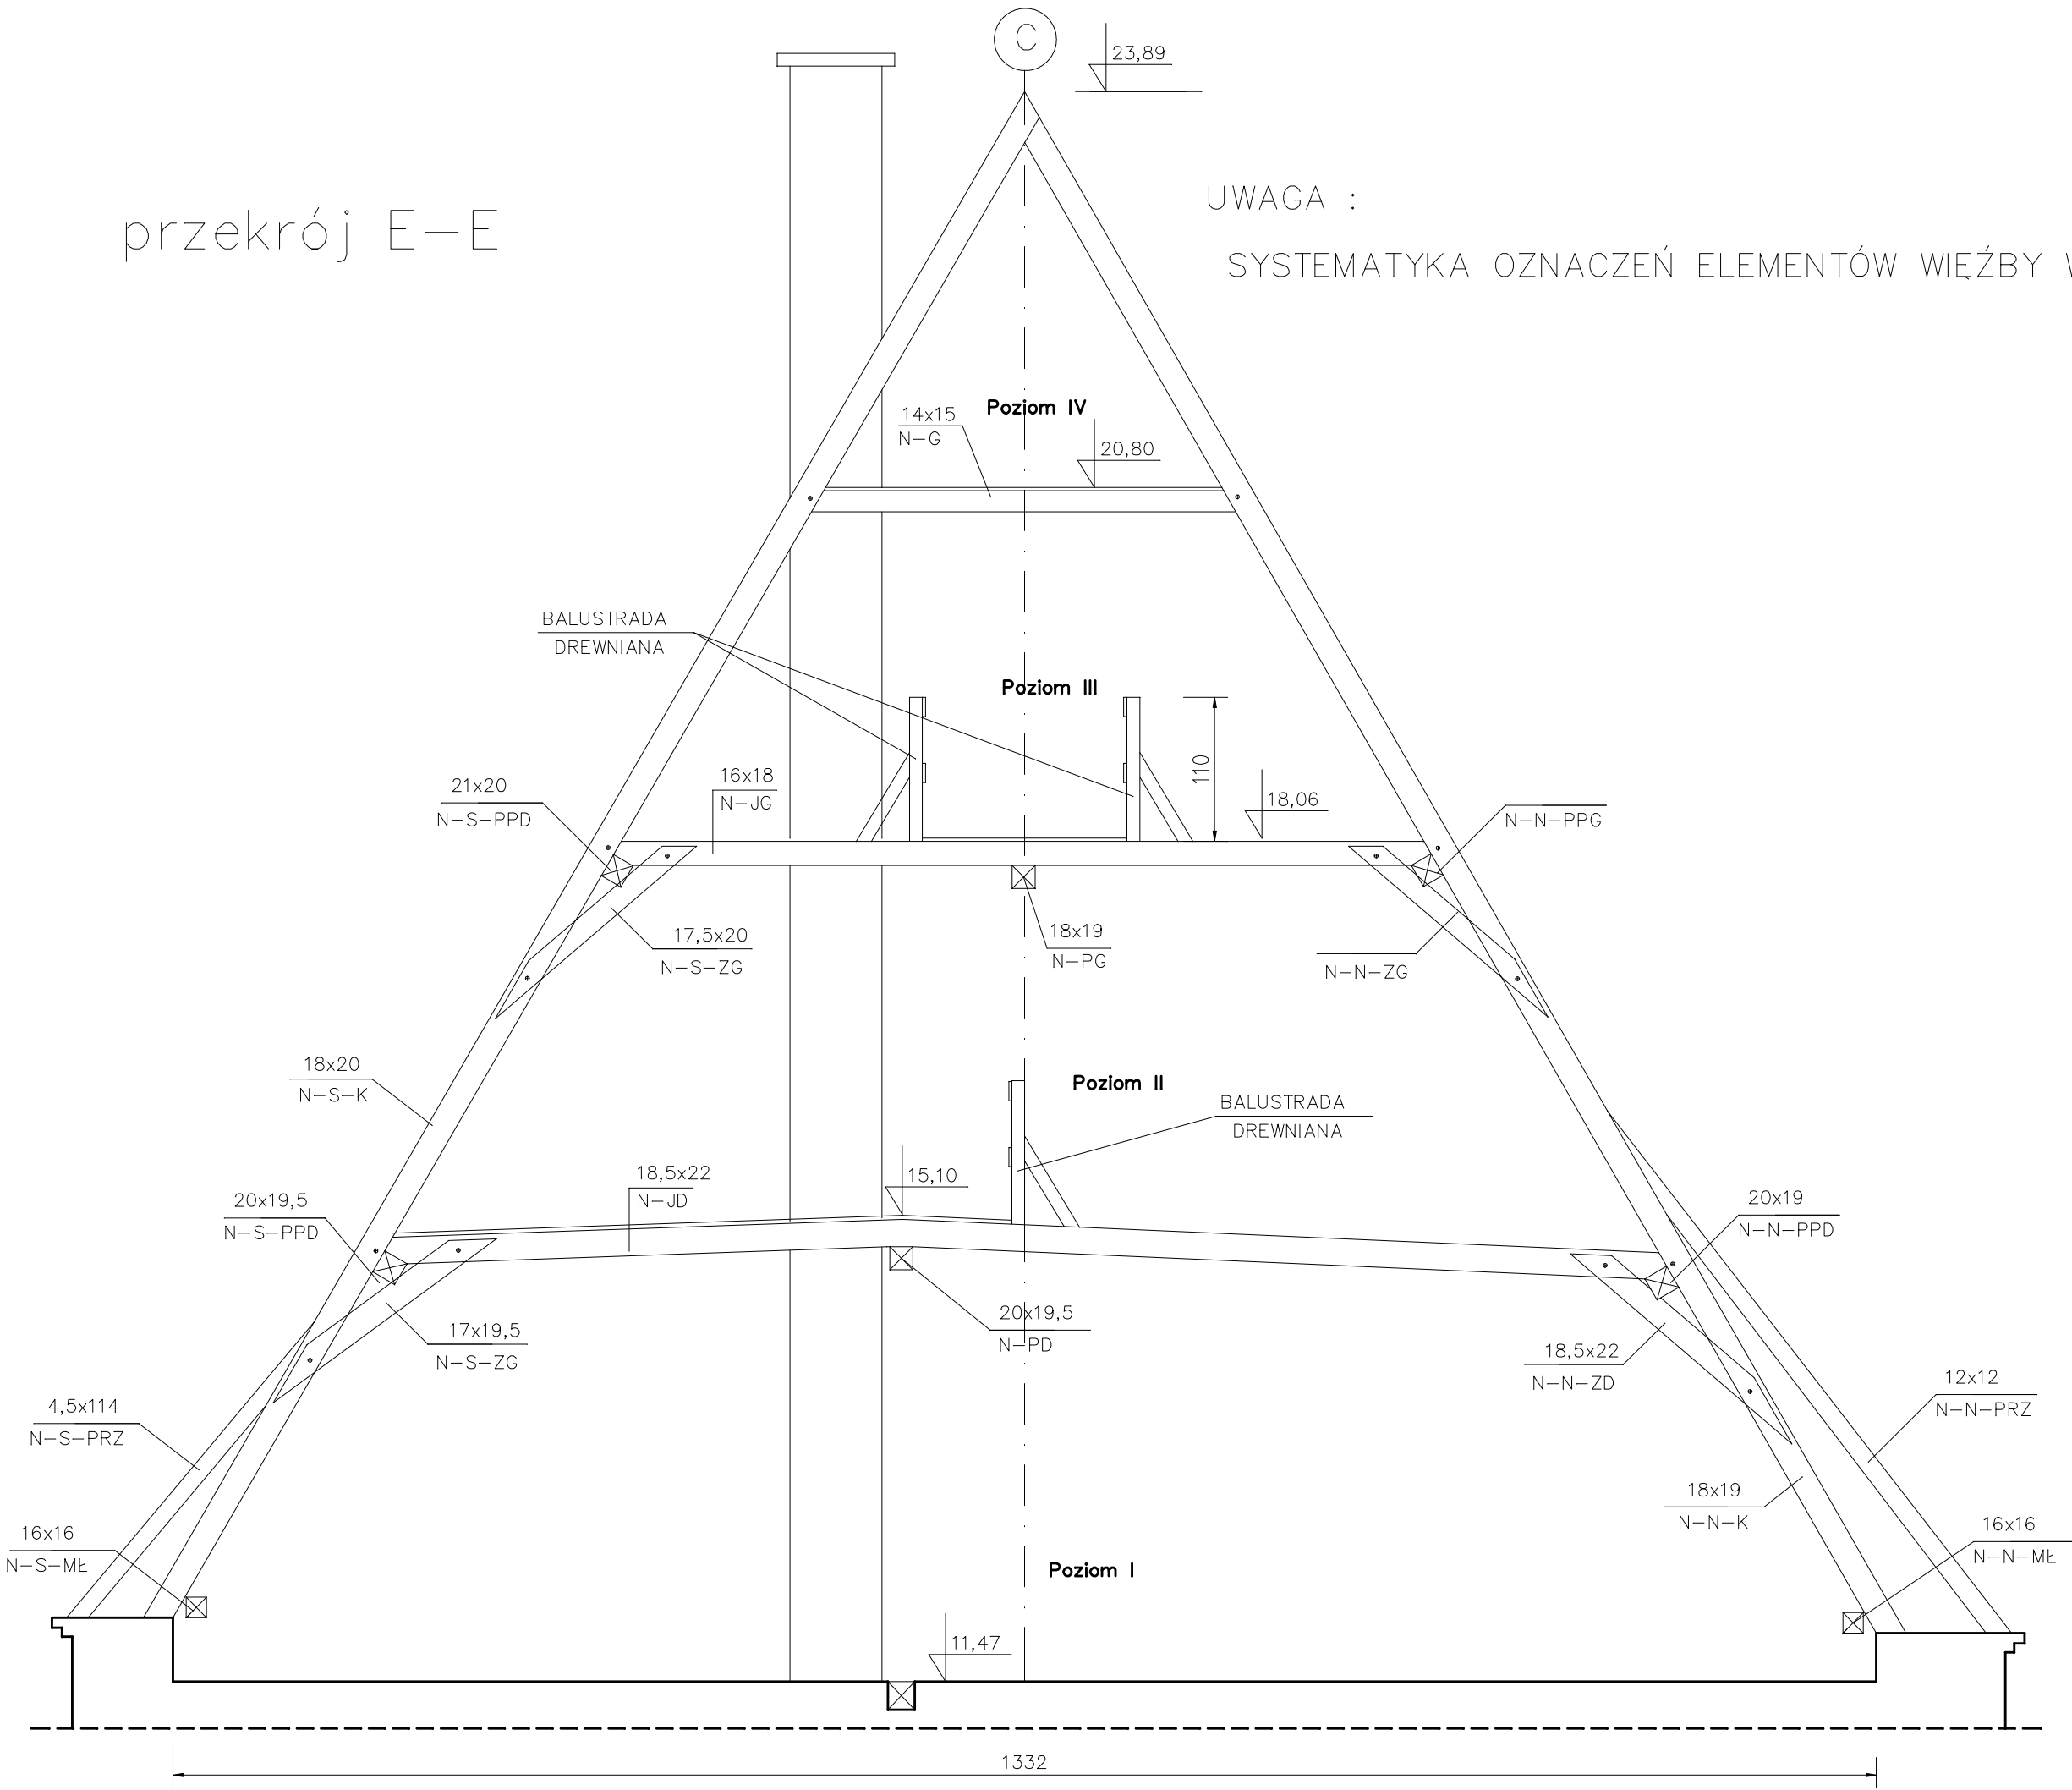 C
23,89
przekrój E-E
UWAGA :
SYSTEMATYKA OZNACZEŃ ELEMENTÓW WIĘŹBY
Poziom IV
14x15
N-G
20,80
BALUSTRADA
DREWNIANA
Poziom III
110
16x18
N-JG
21x20
N-S-PPD
18,06
N-N-PPG
17,5x20
N-S-ZG
18x19
N-PG
N-N-ZG
18x20
N-S-K
Poziom II
BALUSTRADA
DREWNIANA
18,5x22
N-JD
15,10
20x19,5
N-S-PPD
20x19
N-N-PPD
17x19,5
N-S-ZG
20x19,5
N-PD
18,5x22
N-N-ZD
4,5x114
N-S-PRZ
12x12
N-N-PRZ
18x19
N-N-K
16x16
N-S-MŁ
16x16
N-N-MŁ
Poziom I
11,47
1332